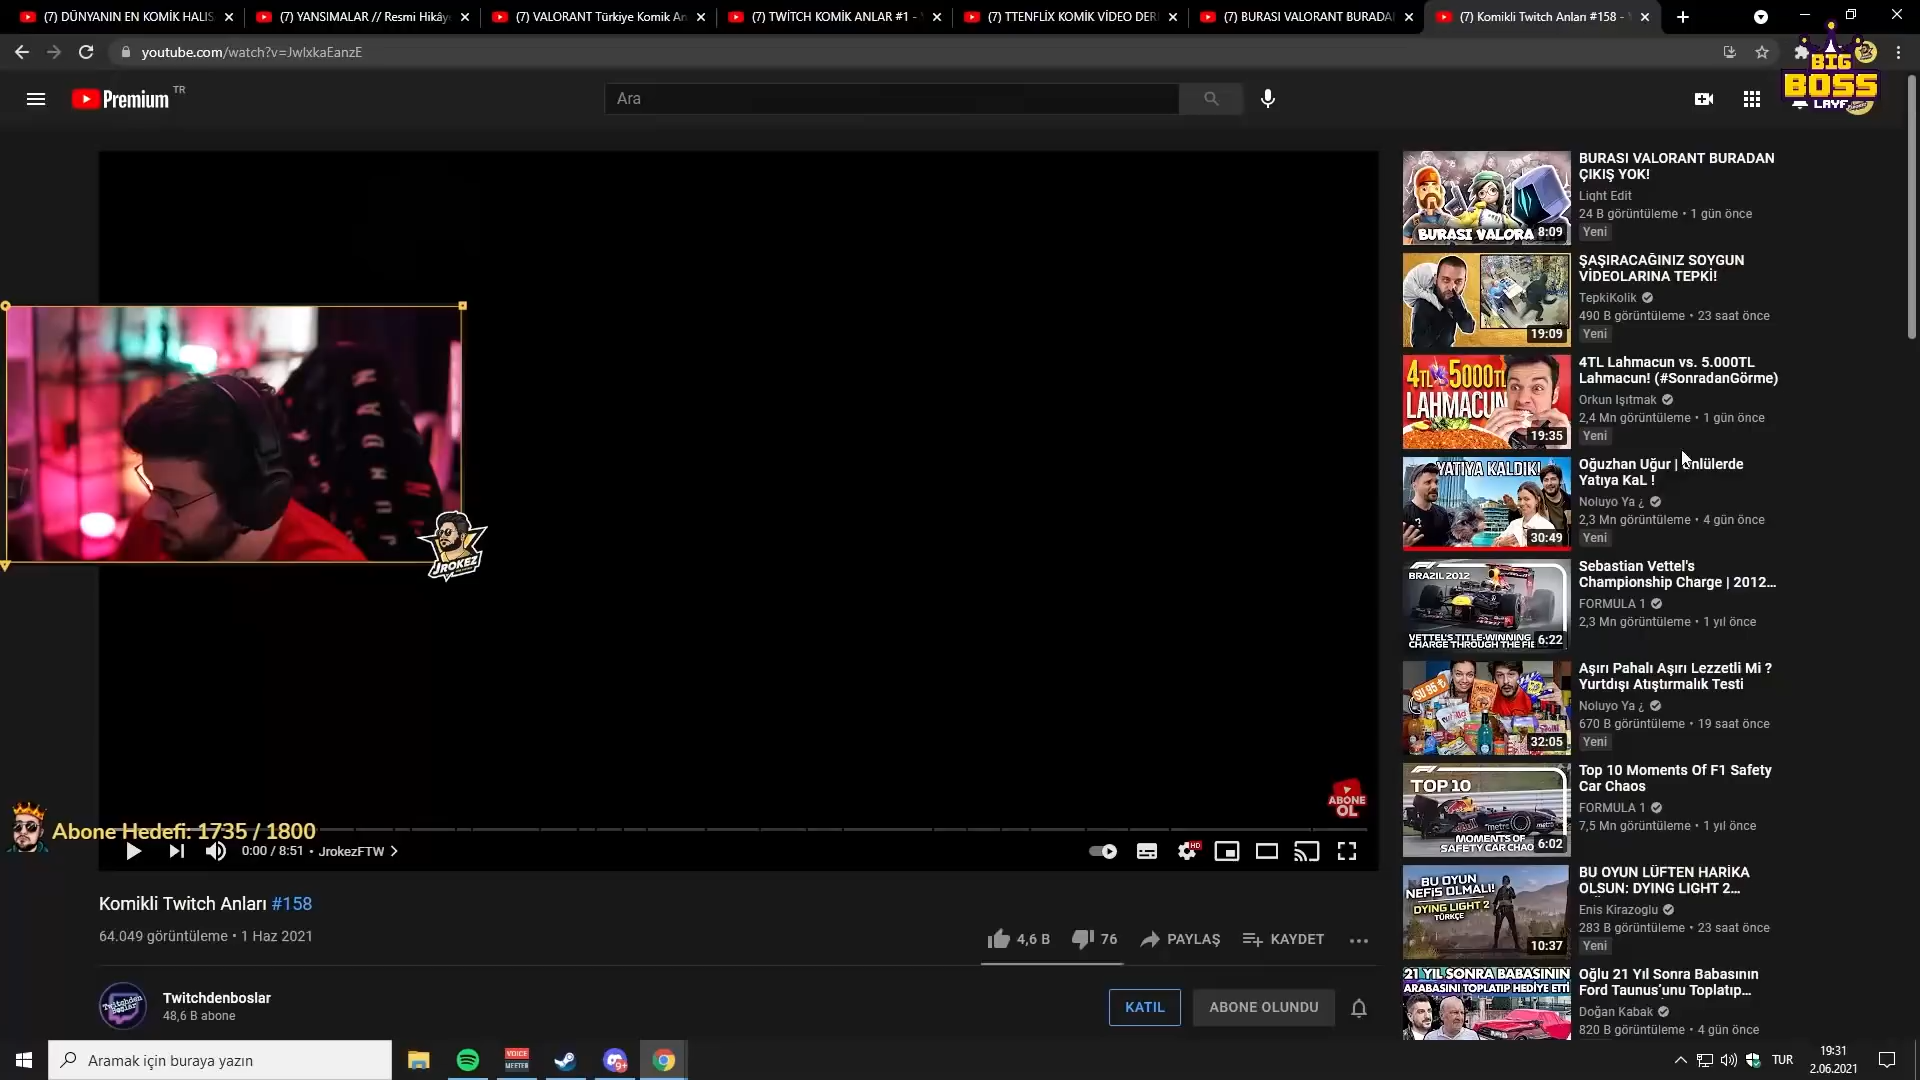 (7) DÜNYANIN EN KOMİK HALIS
(7) YANSIMALAR // Resmi Hikây
(7) VALORANT Türkiye Komik An
(7) TWİTCH KOMİK ANLAR #1 -
(7) TTENFLİX KOMİK VİDEO DER
(7) BURASI VALORANT BURADA
(7) Komikli Twitch Anları #158 -
youtube.com/watch?v=JwlxkaEanzE
BIG
BOSS
LAYF
Premium TR
Ara
BURASI VALORA 8:09
BURASI VALORANT BURADAN
ÇIKIŞ YOK!
Liqht Edit
24 B görüntüleme • 1 gün önce
Yeni
19:09
ŞAŞIRACAĞINIZ SOYGUN
VİDEOLARINA TEPKİ!
TepkiKolik
490 B görüntüleme • 23 saat önce
Yeni
4TL vs 5000TL
LAHMACUN
19:35
4TL Lahmacun vs. 5.000TL
Lahmacun! (#SonradanGörme)
Orkun Işıtmak
2,4 Mn görüntüleme • 1 gün önce
Yeni
YATIYA KALDIK!
30:49
Oğuzhan Uğur | Ünlülerde
Yatıya KaL !
Noluyo Ya ¿
2,3 Mn görüntüleme • 4 gün önce
Yeni
BRAZIL 2012
VETTEL'S TITLE-WINNING
CHARGE THROUGH THE FIE
6:22
Sebastian Vettel's
Championship Charge | 2012...
FORMULA 1
2,3 Mn görüntüleme • 1 yıl önce
SU 95 ₺
32:05
Aşırı Pahalı Aşırı Lezzetli Mi ?
Yurtdışı Atıştırmalık Testi
Noluyo Ya ¿
670 B görüntüleme • 19 saat önce
Yeni
TOP 10
MOMENTS OF
SAFETY CAR CHAO
6:02
Top 10 Moments Of F1 Safety
Car Chaos
FORMULA 1
7,5 Mn görüntüleme • 1 yıl önce
BU OYUN
NEFİS OLMALI!
DYING LIGHT 2
TÜRKÇE
10:37
BU OYUN LÜFTEN HARİKA
OLSUN: DYING LIGHT 2...
Enis Kirazoglu
283 B görüntüleme • 23 saat önce
Yeni
21 YIL SONRA BABASININ
ARABASINI TOPLATIP HEDİYE ETTİ
Oğlu 21 Yıl Sonra Babasının
Ford Taunus'unu Toplatıp...
Doğan Kabak
820 B görüntüleme • 4 gün önce
JROKEZ
ABONE
OL
Abone Hedefi: 1735 / 1800
0:00 / 8:51 • JrokezFTW
HD
Komikli Twitch Anları #158
64.049 görüntüleme • 1 Haz 2021
4,6 B
76
PAYLAŞ
KAYDET
Twitchden
Boşlar
Twitchdenboslar
48,6 B abone
KATIL
ABONE OLUNDU
Aramak için buraya yazın
VOICE
MEETER
9+
TUR
19:31
2.06.2021